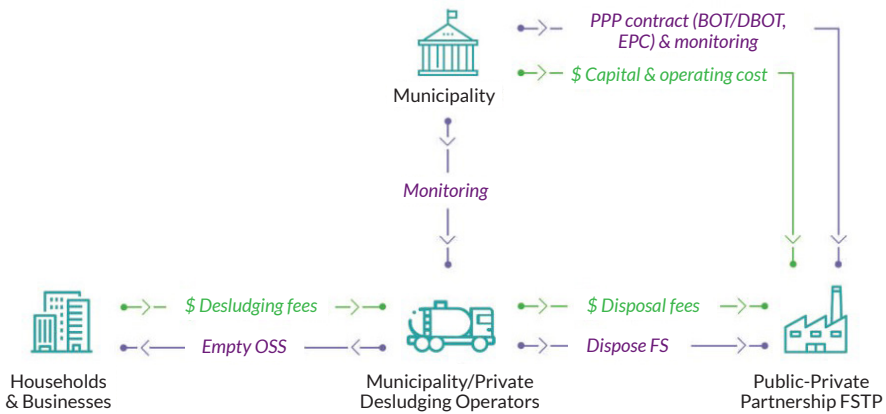 PPP contract (BOT/DBOT,
EPC) & monitoring
$ Capital & operating cost
Municipality
Monitoring
$ Desludging fees
$ Disposal fees
Empty OSS
Dispose FS
Households
& Businesses
Municipality/Private
Desludging Operators
Public-Private
Partnership FSTP